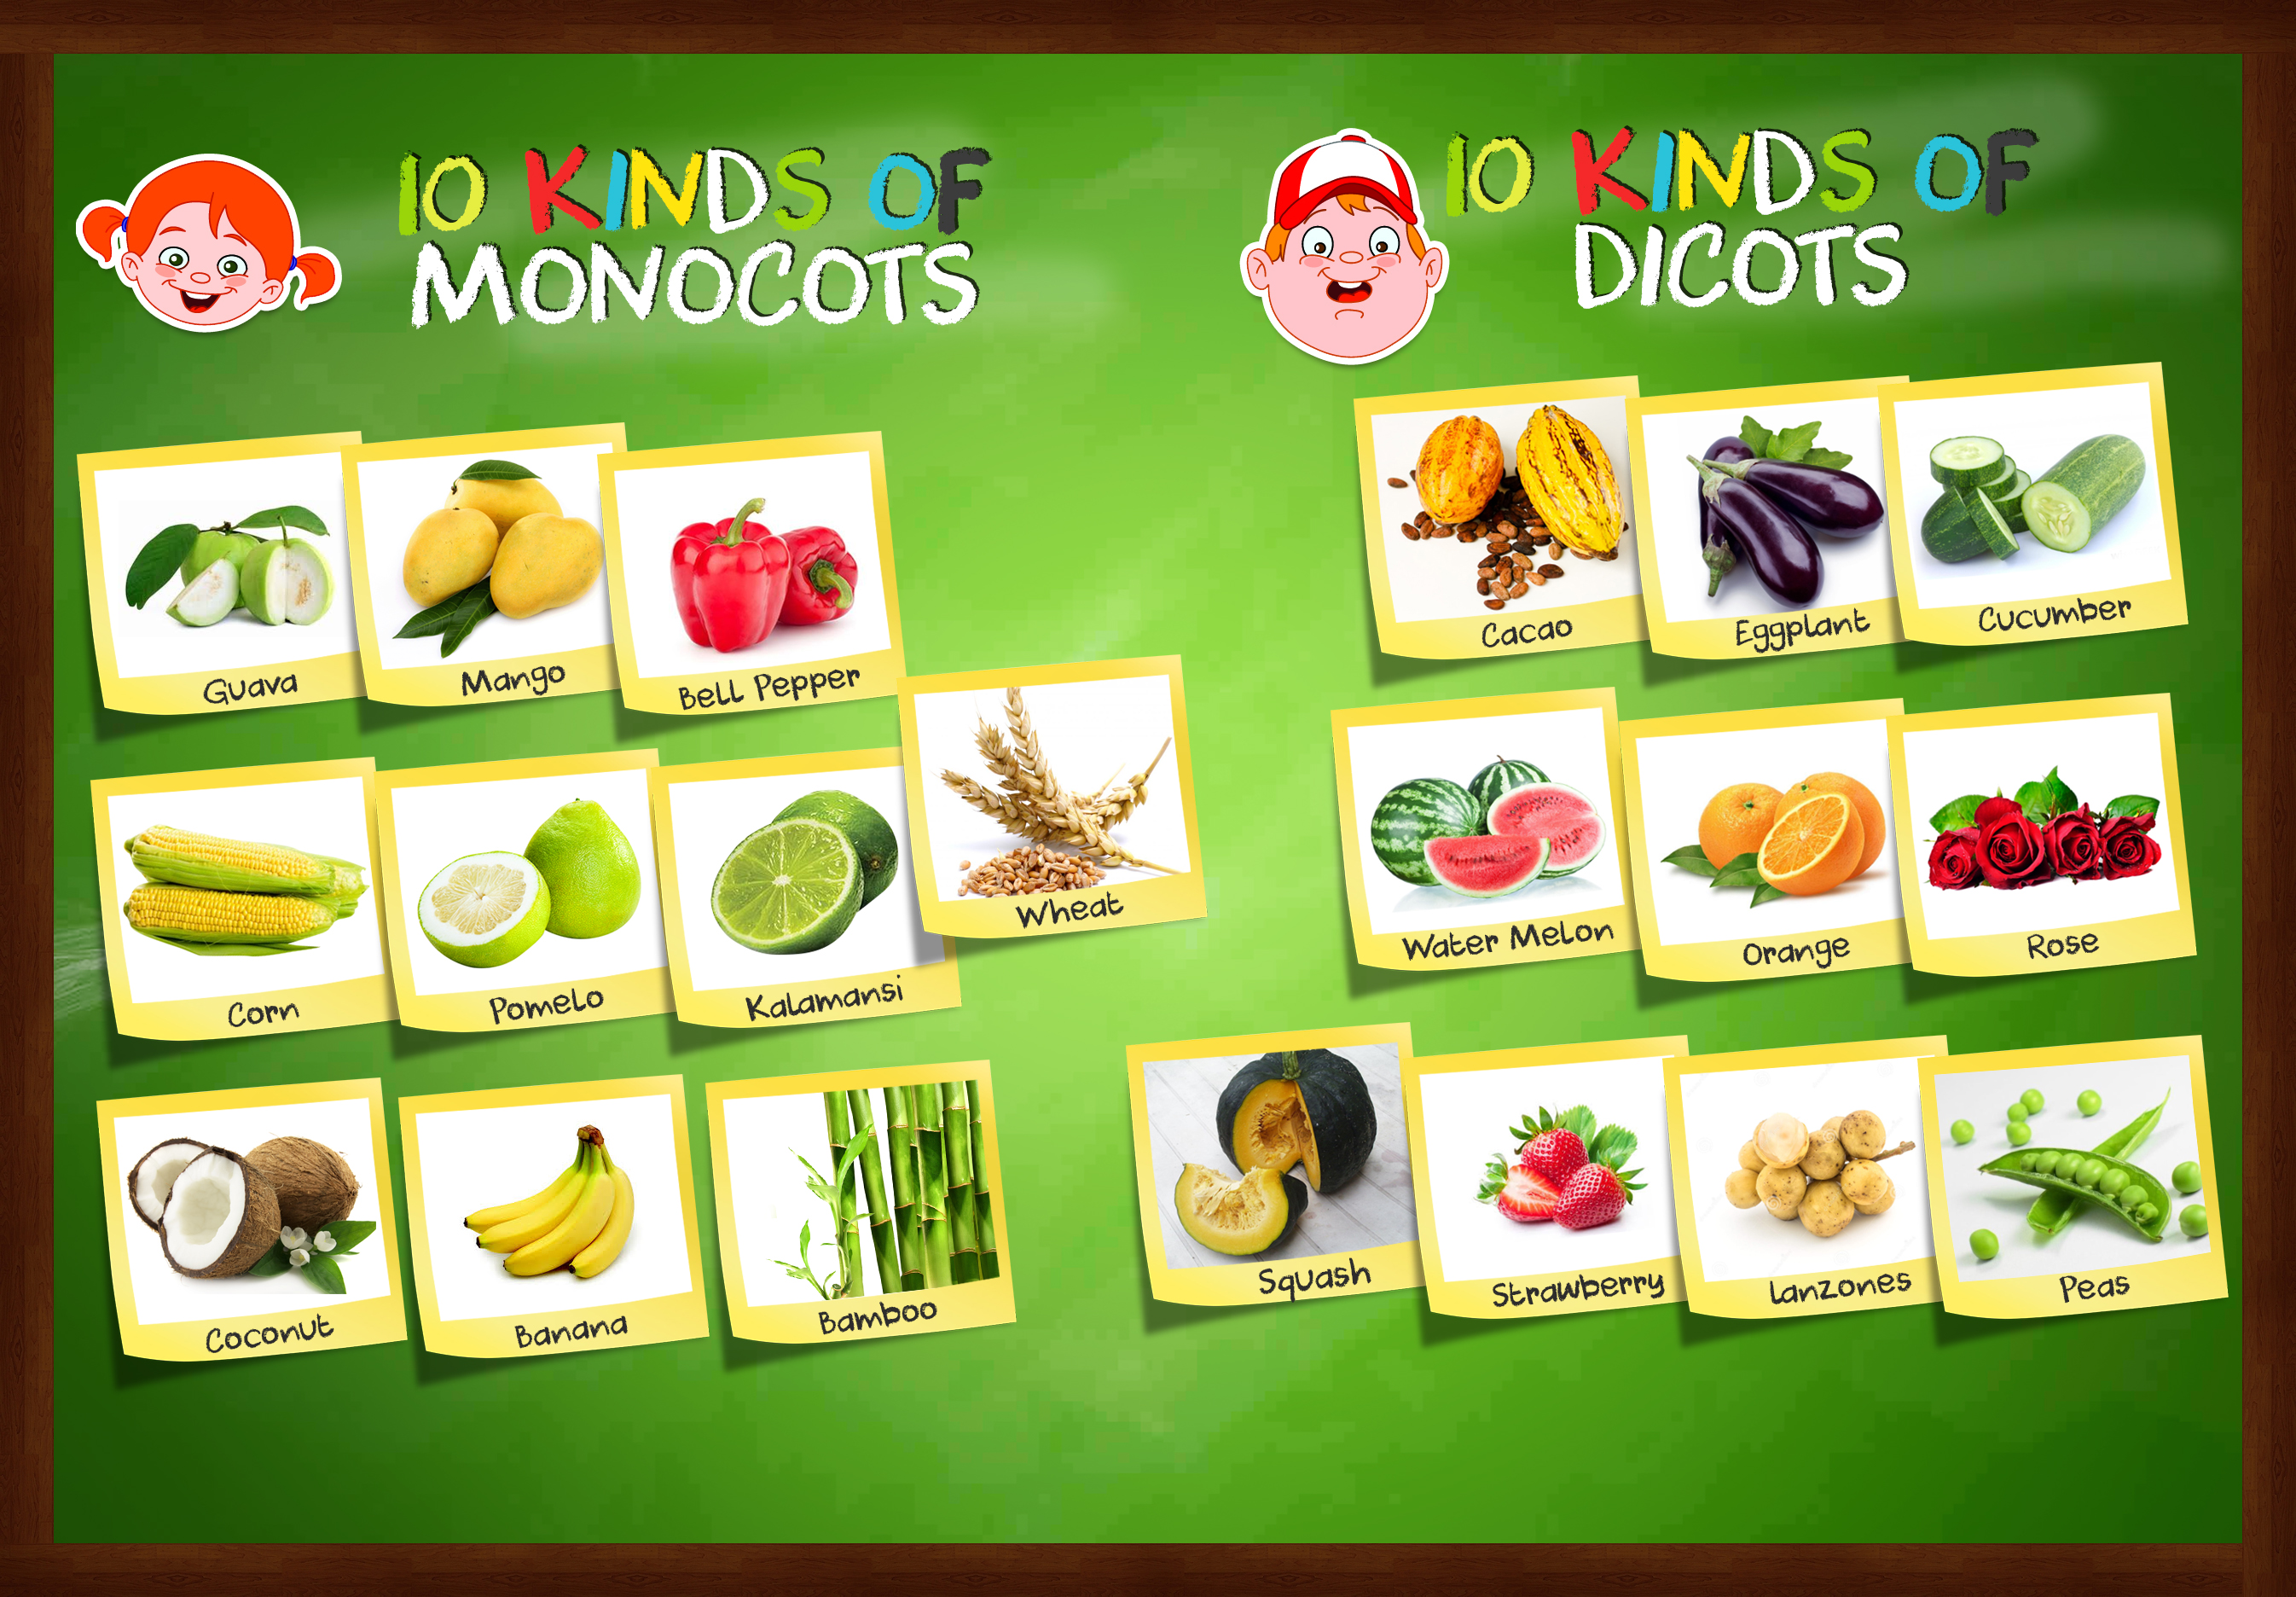 10 KINDS OF
MONOCOTS
Guava
Mango
Bell Pepper
Wheat
Corn
Pomelo
Kalamansi
Coconut
Banana
Bamboo
10 KINDS OF
DICOTS
Cacao
Eggplant
Cucumber
Water Melon
Orange
Rose
Squash
Strawberry
lanzones
Peas